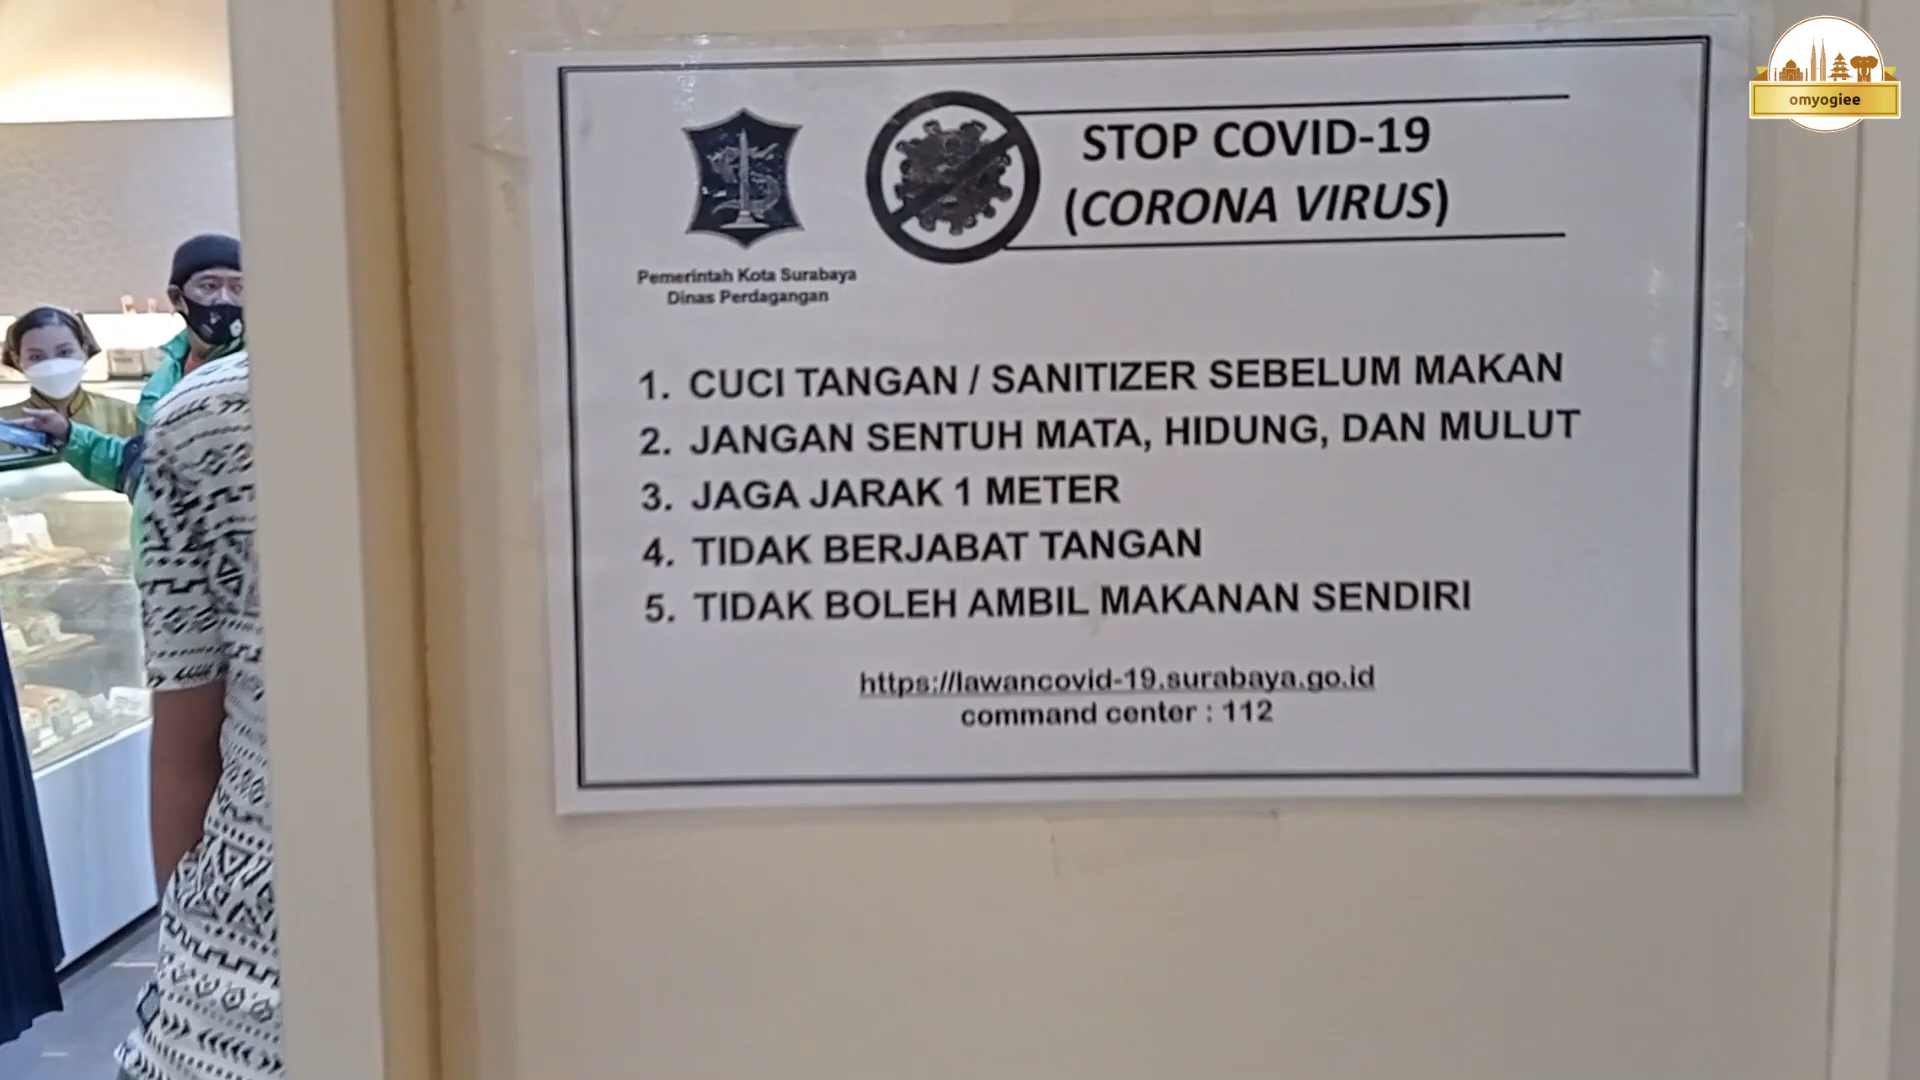 omyogiee
STOP COVID-19
(CORONA VIRUS)
Pemerintah Kota Surabaya
Dinas Perdagangan
1. CUCI TANGAN / SANITIZER SEBELUM MAKAN
2. JANGAN SENTUH MATA, HIDUNG, DAN MULUT
3. JAGA JARAK 1 METER
4. TIDAK BERJABAT TANGAN
5. TIDAK BOLEH AMBIL MAKANAN SENDIRI
https://lawancovid-19.surabaya.go.id
command center : 112